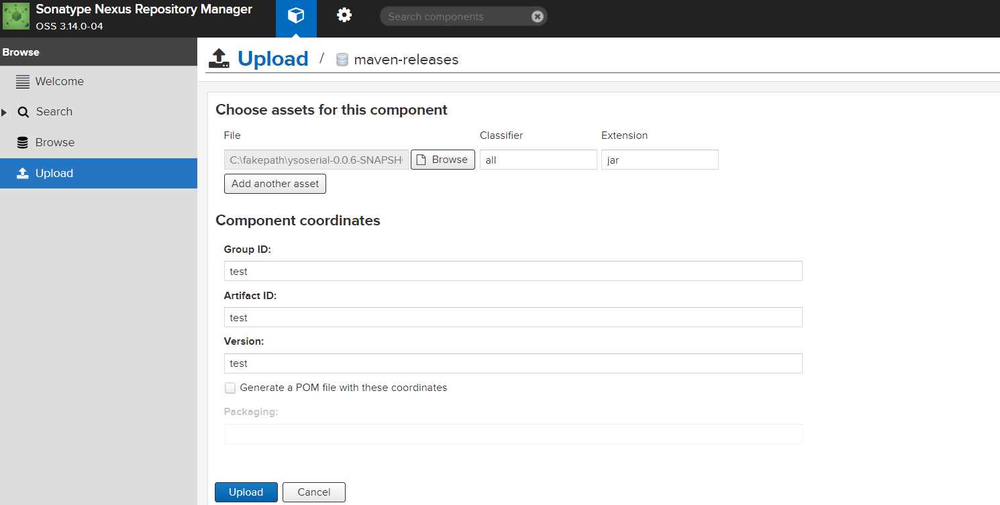 Sonatype Nexus Repository Manager
OSS 3.14.0-04
Search components
Browse
Welcome
Search
Browse
Upload
Upload / maven-releases
Choose assets for this component
File Classifier Extension
C:\fakepath\ysoserial-0.0.6-SNAPSH Browse all jar
Add another asset
Component coordinates
Group ID:
test
Artifact ID:
test
Version:
test
Generate a POM file with these coordinates
Packaging:
Upload Cancel